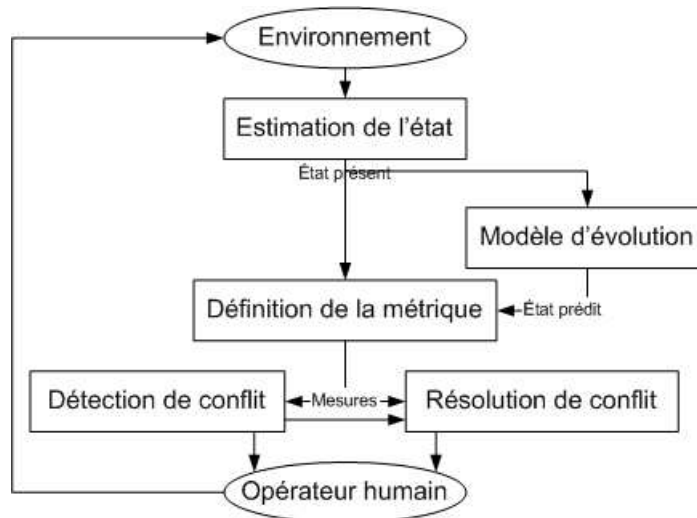 Environnement
Estimation de l'état
État présent
Modèle d'évolution
Définition de la métrique
État prédit
Détection de conflit
Mesures
Résolution de conflit
Opérateur humain